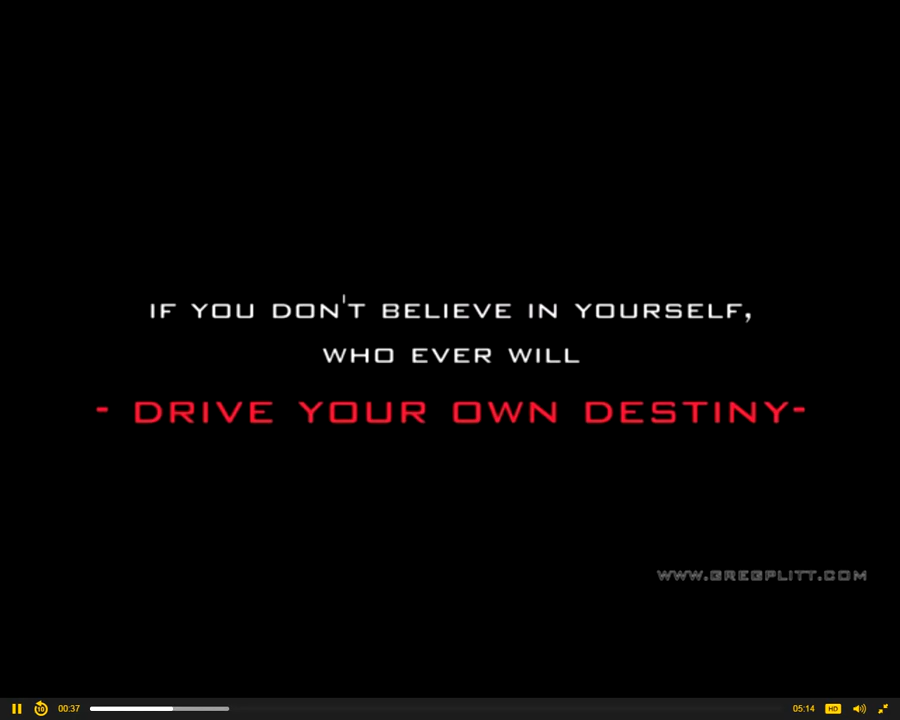 IF YOU DON'T BELIEVE IN YOURSELF,
WHO EVER WILL
- DRIVE YOUR OWN DESTINY-
WWW.GREGPLITT.COM
10 00:37 05:14 HD